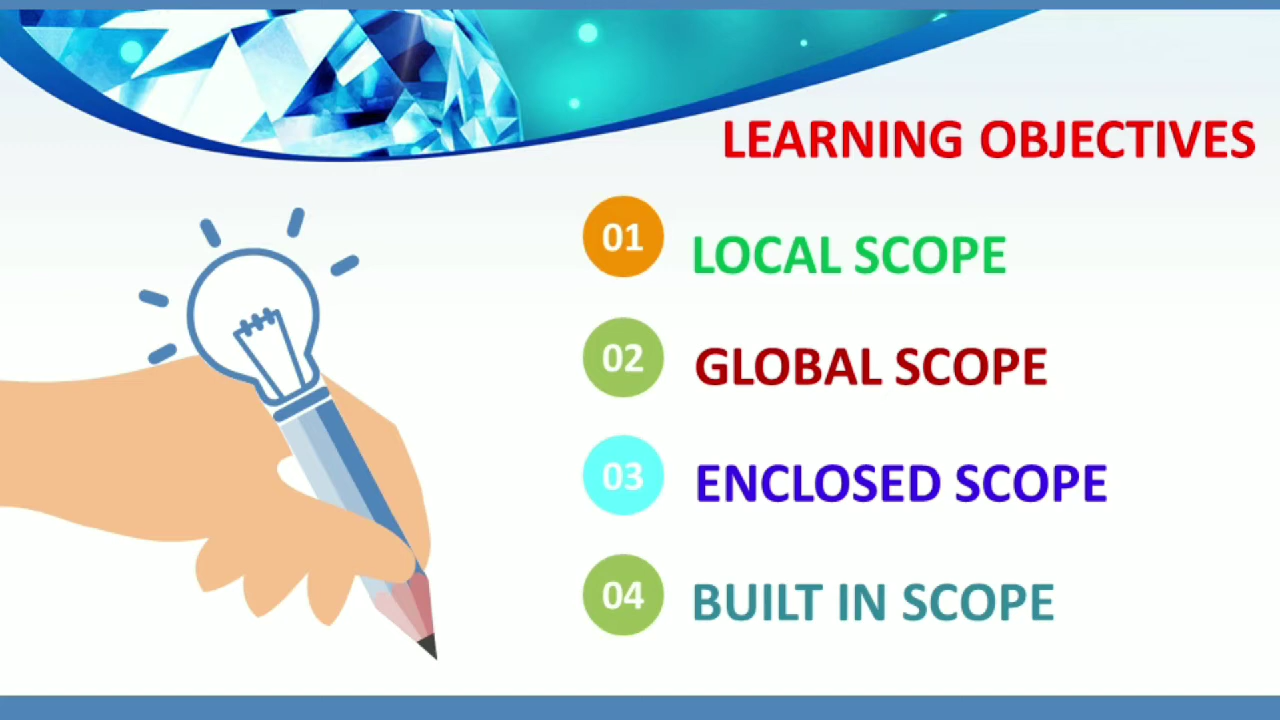 LEARNING OBJECTIVES
01 LOCAL SCOPE
02 GLOBAL SCOPE
03 ENCLOSED SCOPE
04 BUILT IN SCOPE